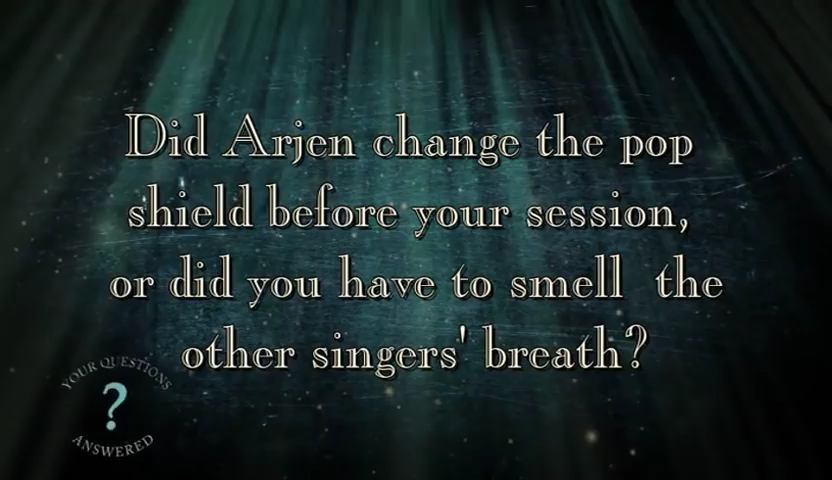 Did Arjen change the pop
shield before your session,
or did you have to smell the
other singers' breath?
YOUR QUESTIONS
?
ANSWERED